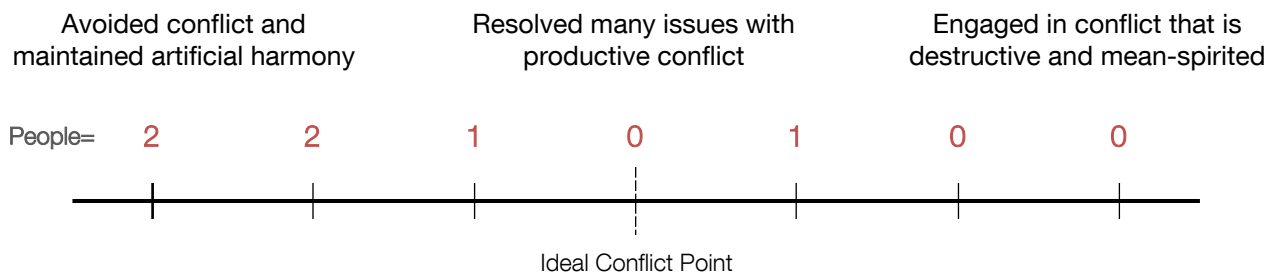 Avoided conflict and
maintained artificial harmony
Resolved many issues with
productive conflict
Engaged in conflict that is
destructive and mean-spirited
People= 2 2 1 0 1 0 0
Ideal Conflict Point